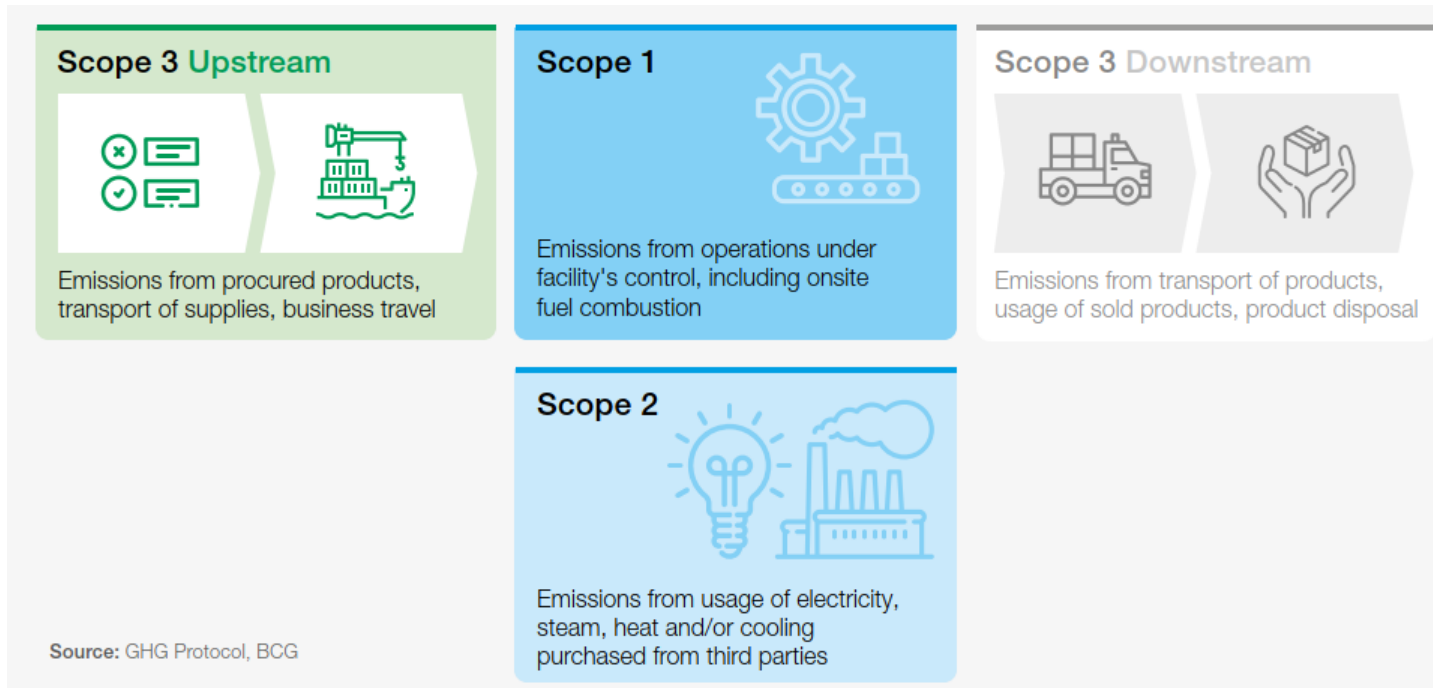 Scope 3 Upstream
Emissions from procured products,
transport of supplies, business travel
Scope 1
Emissions from operations under
facility's control, including onsite
fuel combustion
Scope 3 Downstream
Emissions from transport of products,
usage of sold products, product disposal
Scope 2
Emissions from usage of electricity,
steam, heat and/or cooling
purchased from third parties
Source: GHG Protocol, BCG